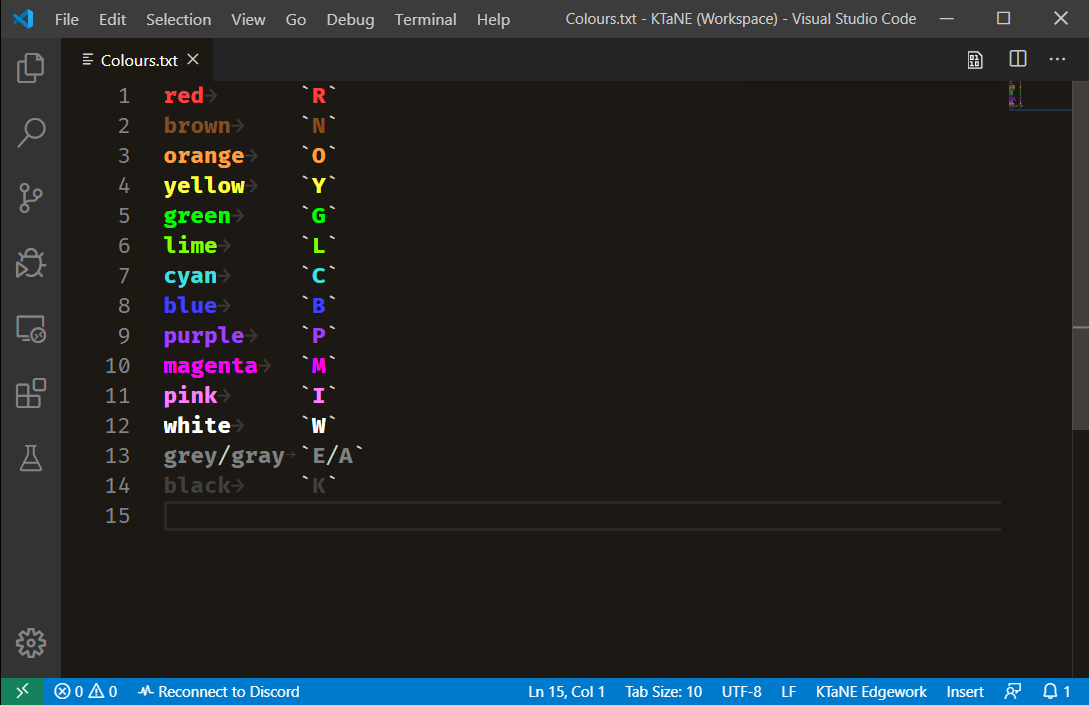 File Edit Selection View Go Debug Terminal Help Colours.txt - KTaNE (Workspace) - Visual Studio Code
Colours.txt
1 red→ `R`
2 brown→ `N`
3 orange→ `O`
4 yellow→ `Y`
5 green→ `G`
6 lime→ `L`
7 cyan→ `C`
8 blue→ `B`
9 purple→ `P`
10 magenta→ `M`
11 pink→ `I`
12 white→ `W`
13 grey/gray→ `E/A`
14 black→ `K`
15
0 0 Reconnect to Discord Ln 15, Col 1 Tab Size: 10 UTF-8 LF KTaNE Edgework Insert 1